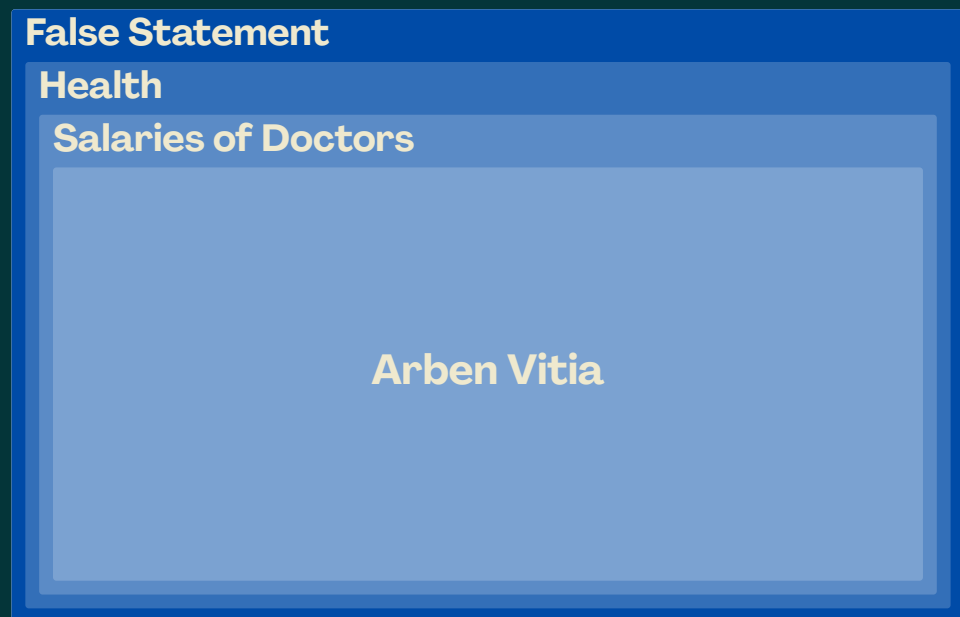 False Statement
Health
Salaries of Doctors
Arben Vitia